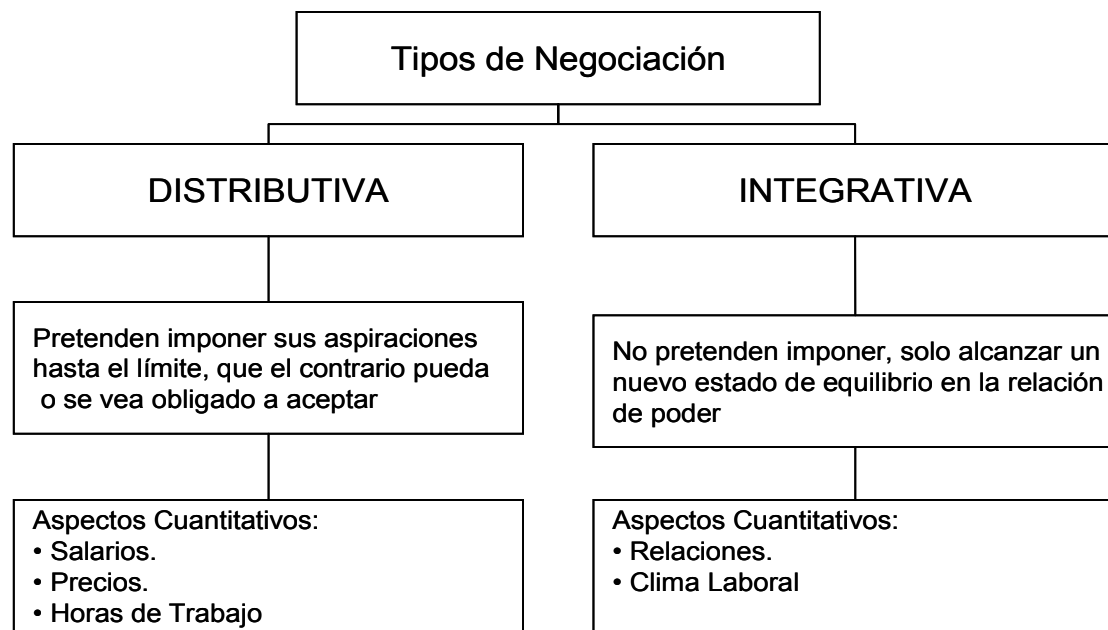 Tipos de Negociación
DISTRIBUTIVA
INTEGRATIVA
Pretenden imponer sus aspiraciones
hasta el límite, que el contrario pueda
o se vea obligado a aceptar
No pretenden imponer, solo alcanzar un
nuevo estado de equilibrio en la relación
de poder
Aspectos Cuantitativos:
• Salarios.
• Precios.
• Horas de Trabajo
Aspectos Cuantitativos:
• Relaciones.
• Clima Laboral